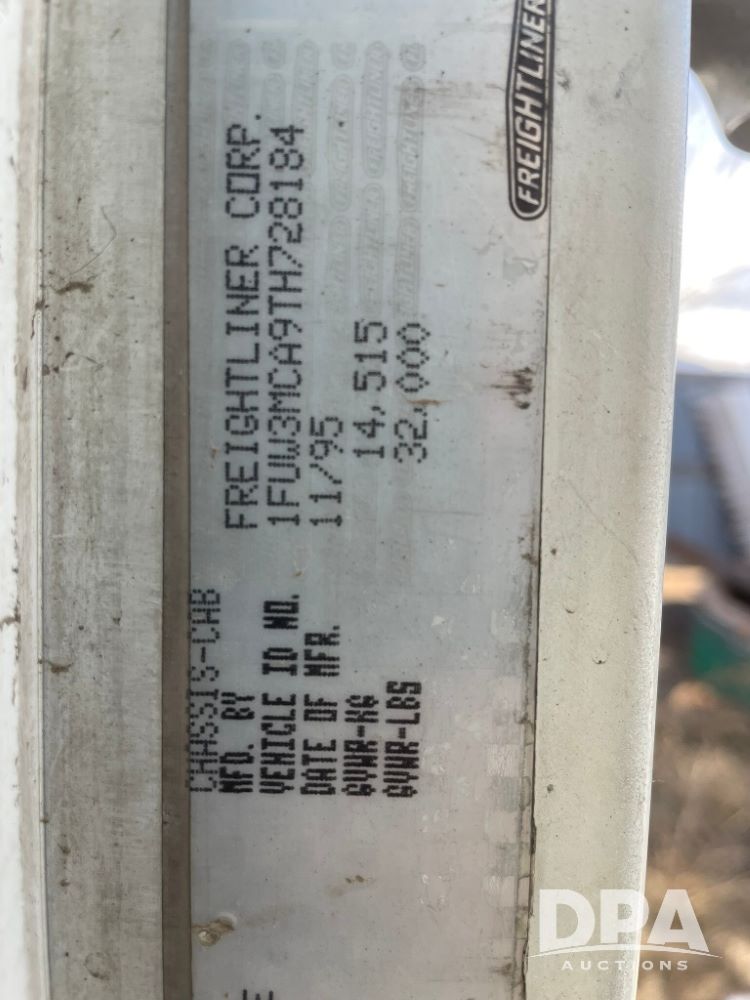 CHASSIS-CAB
MFD. BY FREIGHTLINER CORP.
VEHICLE ID NO. 1FUW3MCA9TH728184
DATE OF MFR. 11/95
GVWR-KG 14,515
GVWR-LBS 32,000
FREIGHTLINER
DPA
AUCTIONS